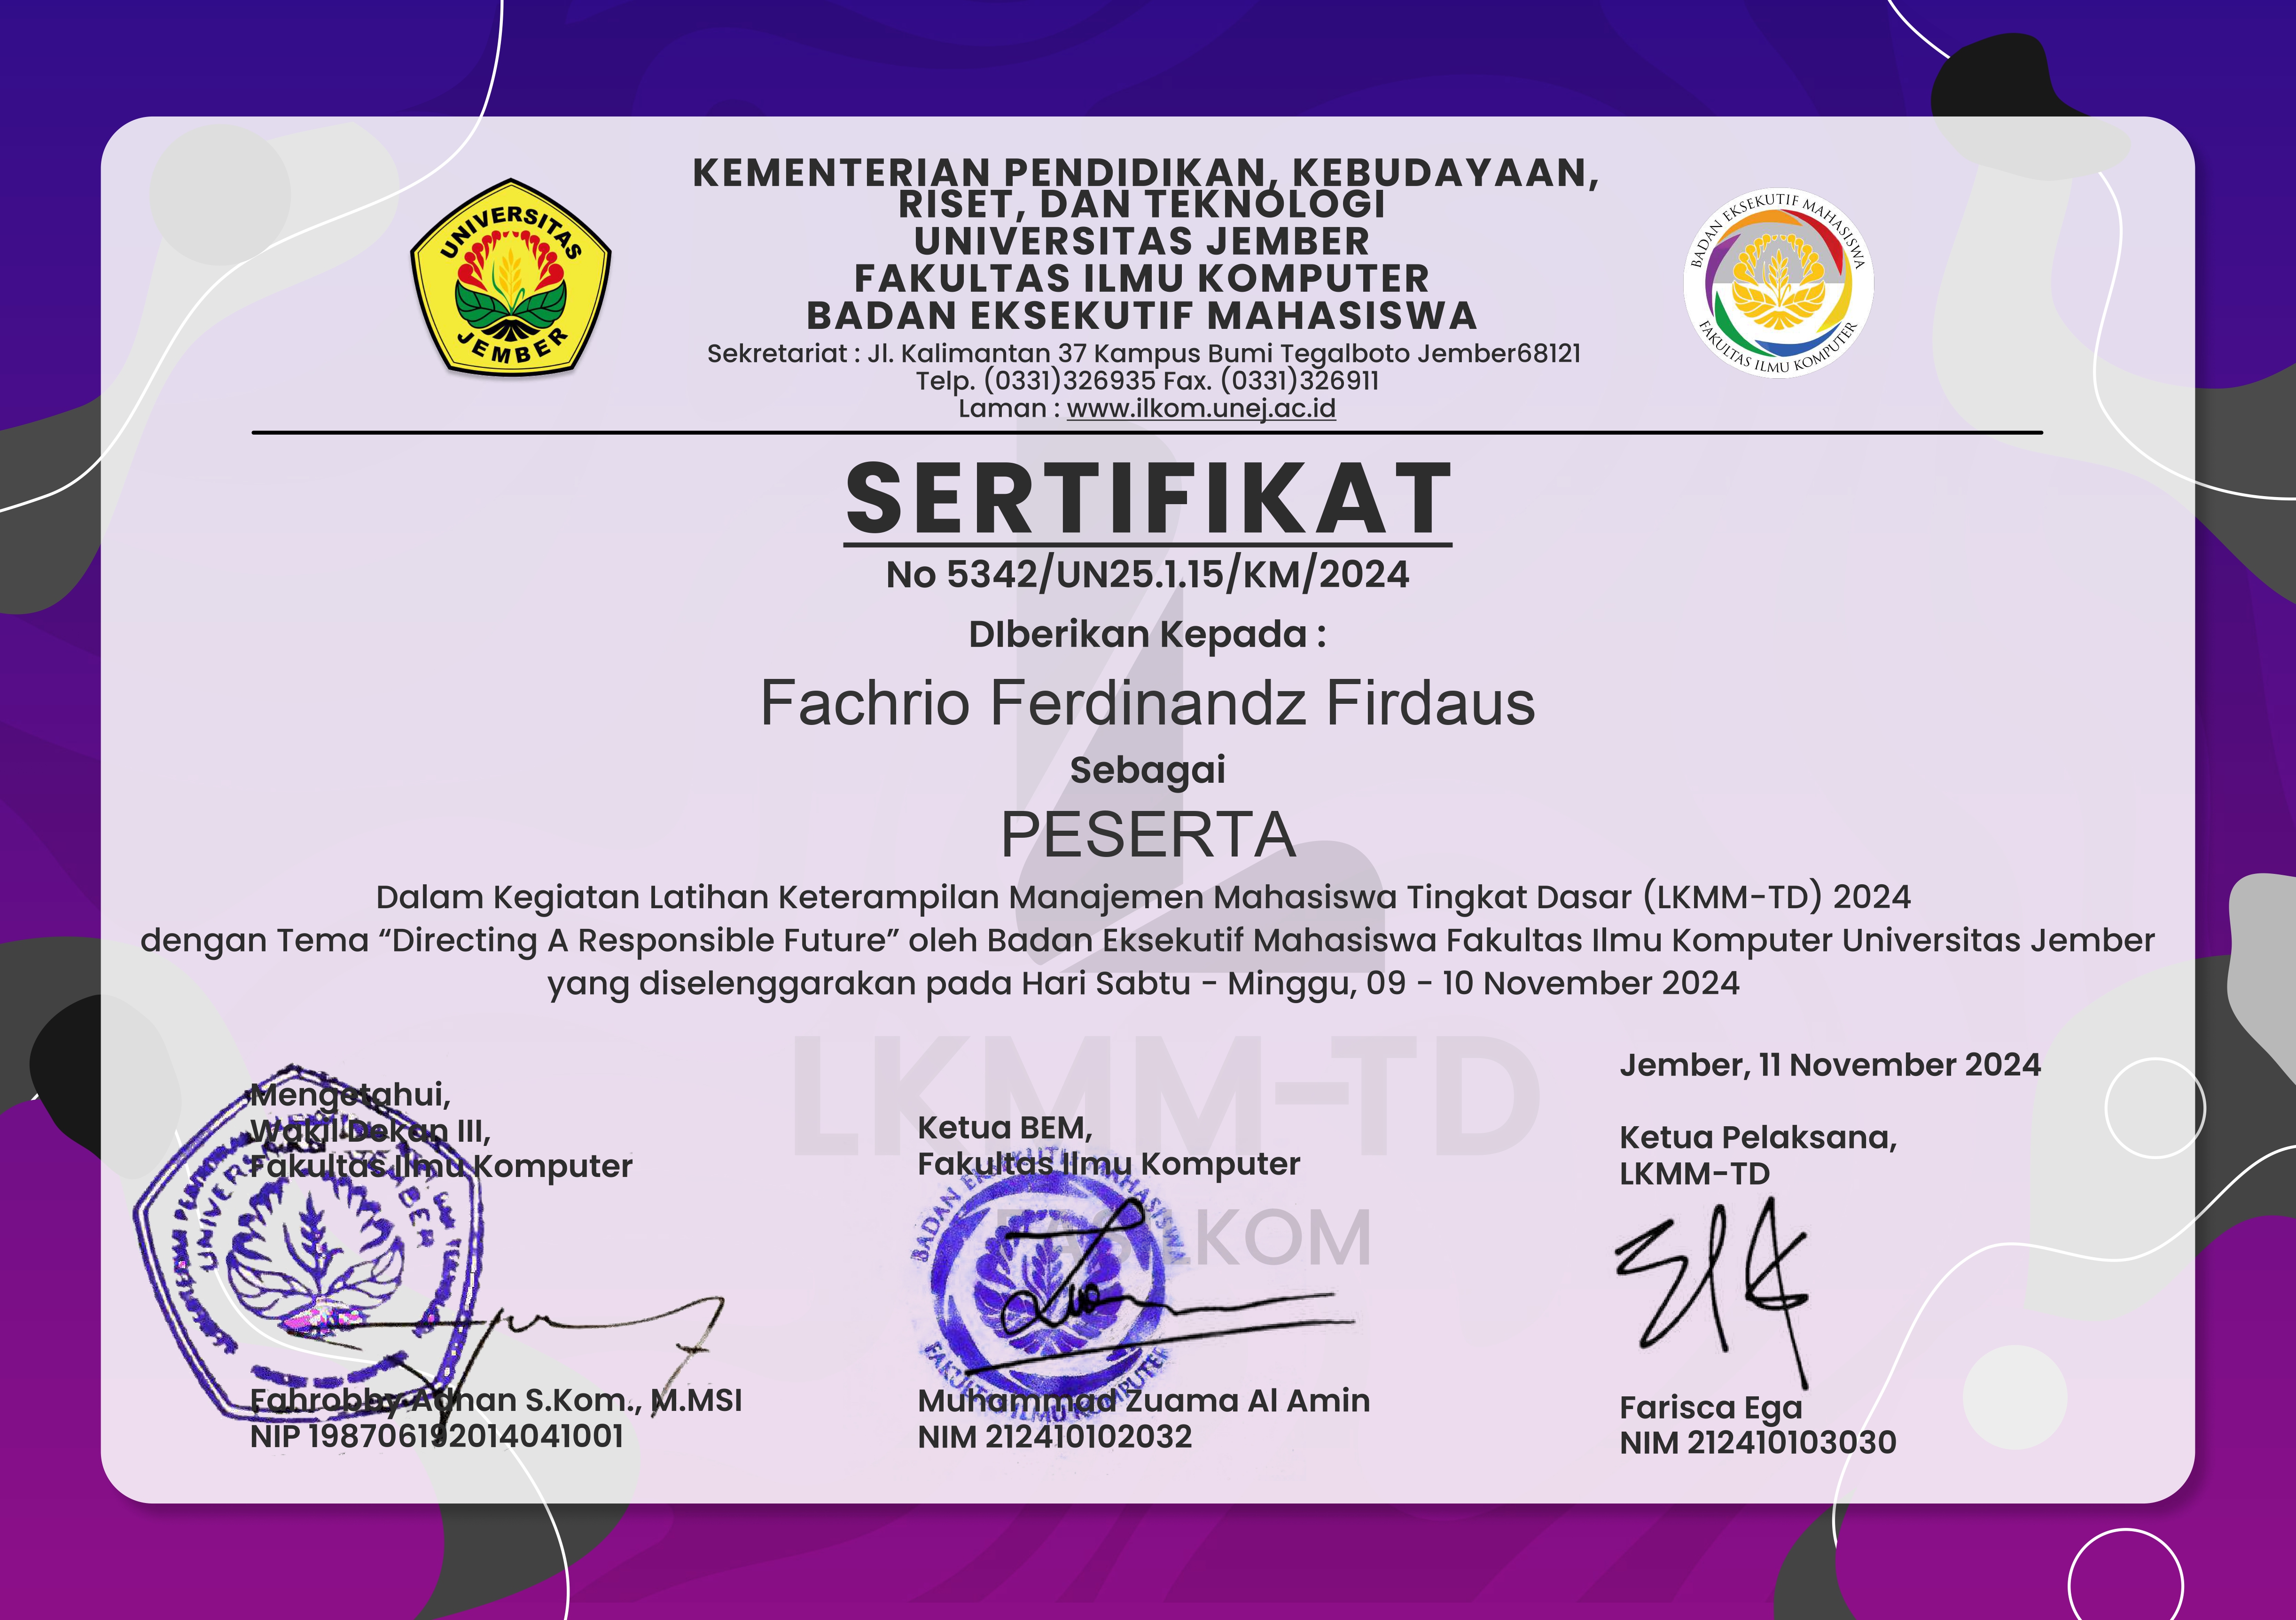 KEMENTERIAN PENDIDIKAN, KEBUDAYAAN,
RISET, DAN TEKNOLOGI
UNIVERSITAS JEMBER
FAKULTAS ILMU KOMPUTER
BADAN EKSEKUTIF MAHASISWA
Sekretariat : Jl. Kalimantan 37 Kampus Bumi Tegalboto Jember68121
Telp. (0331)326935 Fax. (0331)326911
Laman : www.ilkom.unej.ac.id
UNIVERSITAS
JEMBER
BADAN EKSEKUTIF MAHASISWA
FAKULTAS ILMU KOMPUTER
SERTIFIKAT
No 5342/UN25.1.15/KM/2024
DIberikan Kepada :
Fachrio Ferdinandz Firdaus
Sebagai
PESERTA
Dalam Kegiatan Latihan Keterampilan Manajemen Mahasiswa Tingkat Dasar (LKMM-TD) 2024
dengan Tema “Directing A Responsible Future” oleh Badan Eksekutif Mahasiswa Fakultas Ilmu Komputer Universitas Jember
yang diselenggarakan pada Hari Sabtu - Minggu, 09 - 10 November 2024
LKMM-TD
FASILKOM
Mengetahui,
Wakil Dekan III,
Fakultas Ilmu Komputer
Fahrobby Adnan S.Kom., M.MSI
NIP 198706192014041001
Ketua BEM,
Fakultas Ilmu Komputer
BADAN EKSEKUTIF MAHASISWA
FAKULTAS ILMU KOMPUTER
Muhammad Zuama Al Amin
NIM 212410102032
Jember, 11 November 2024
Ketua Pelaksana,
LKMM-TD
Farisca Ega
NIM 212410103030